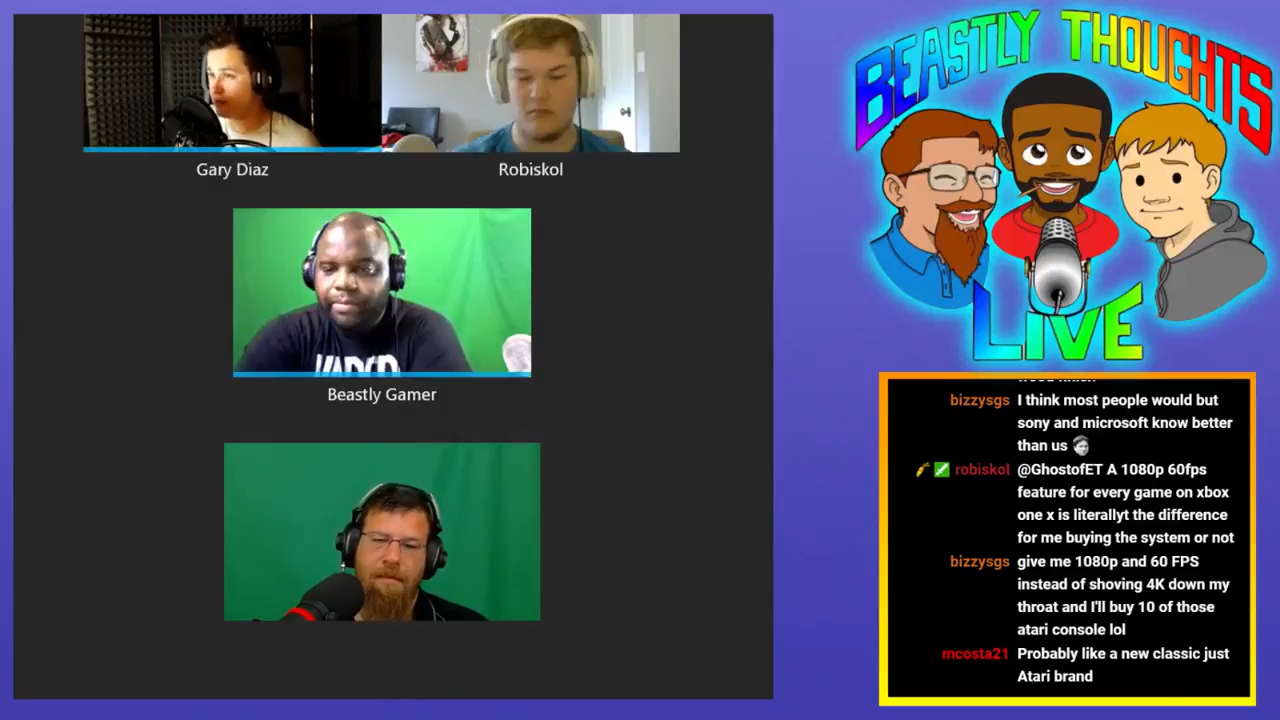 BEASTLY THOUGHTS
LIVE
Gary Diaz
Robiskol
Beastly Gamer
bizzysgs I think most people would but
sony and microsoft know better
than us
robiskol @GhostofET A 1080p 60fps
feature for every game on xbox
one x is literallyt the difference
for me buying the system or not
bizzysgs give me 1080p and 60 FPS
instead of shoving 4K down my
throat and I'll buy 10 of those
atari console lol
mcosta21 Probably like a new classic just
Atari brand